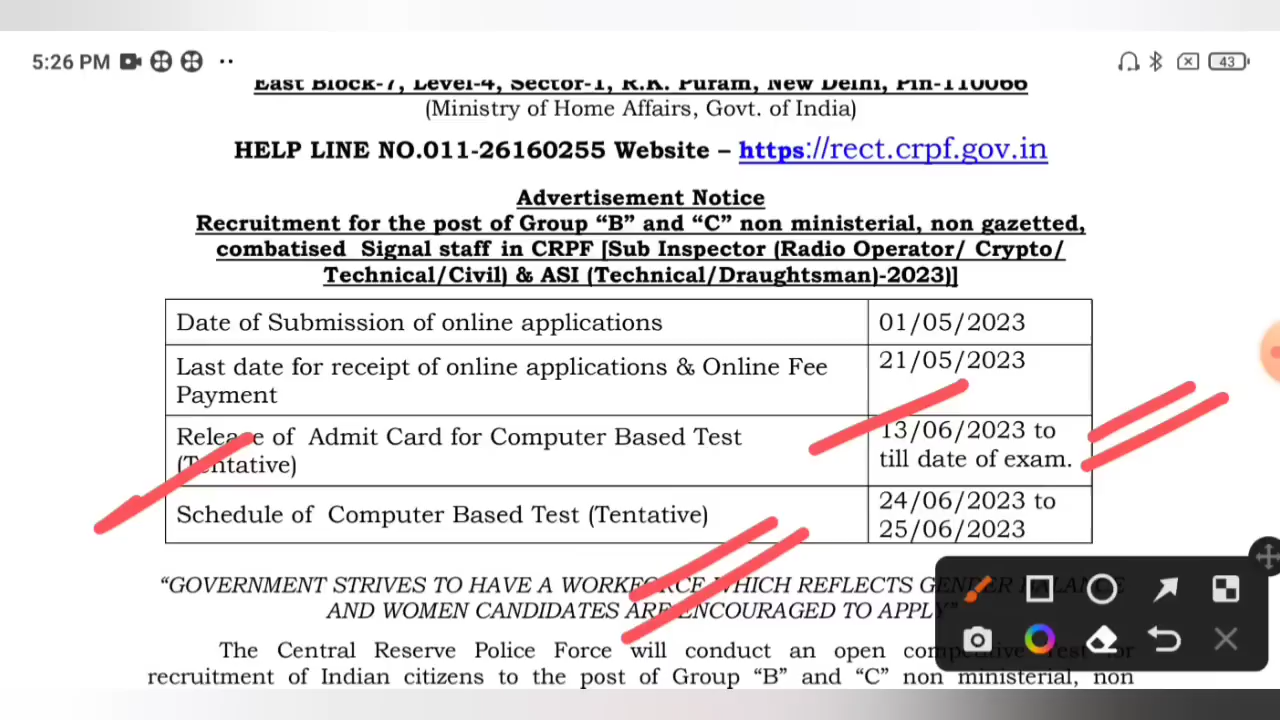 5:26 PM
43
East Block-7, Level-4, Sector-1, R.K. Puram, New Delhi, Pin-110066
(Ministry of Home Affairs, Govt. of India)
HELP LINE NO.011-26160255 Website – https://rect.crpf.gov.in
Advertisement Notice
Recruitment for the post of Group “B” and “C” non ministerial, non gazetted,
combatised Signal staff in CRPF [Sub Inspector (Radio Operator/ Crypto/
Technical/Civil) & ASI (Technical/Draughtsman)-2023)]
Date of Submission of online applications 01/05/2023
Last date for receipt of online applications & Online Fee 21/05/2023
Payment
Release of Admit Card for Computer Based Test 13/06/2023 to
(Tentative) till date of exam.
Schedule of Computer Based Test (Tentative) 24/06/2023 to
25/06/2023
“GOVERNMENT STRIVES TO HAVE A WORKFORCE WHICH REFLECTS GENDER BALANCE
AND WOMEN CANDIDATES ARE ENCOURAGED TO APPLY”
The Central Reserve Police Force will conduct an open competitive Test for
recruitment of Indian citizens to the post of Group “B” and “C” non ministerial, non